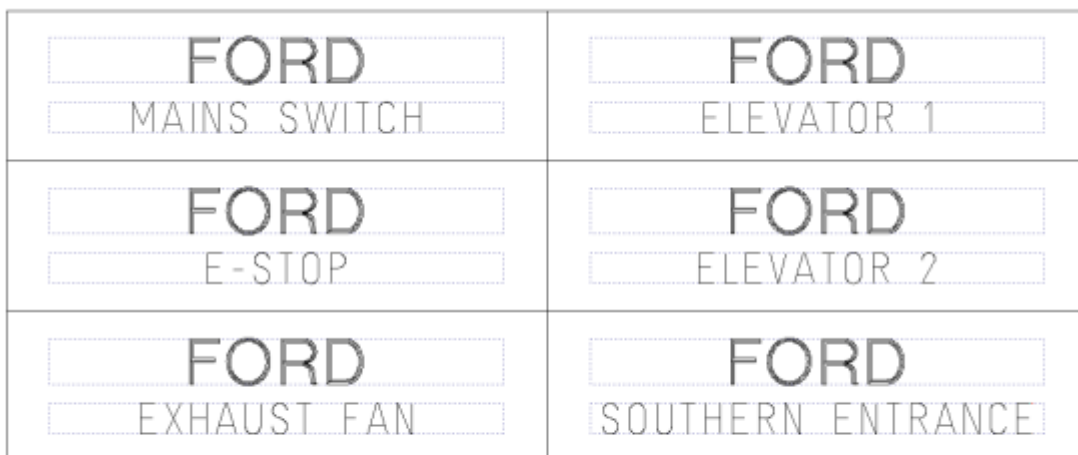 FORD
MAINS SWITCH
FORD
ELEVATOR 1
FORD
E-STOP
FORD
ELEVATOR 2
FORD
EXHAUST FAN
FORD
SOUTHERN ENTRANCE